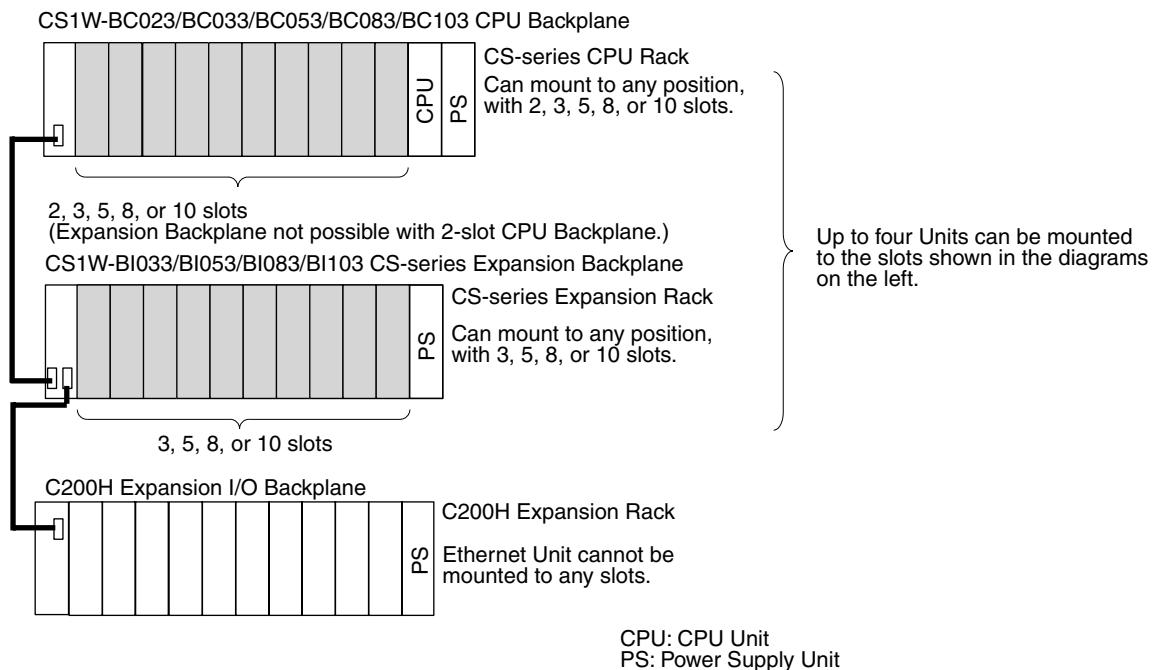 CS1W-BC023/BC033/BC053/BC083/BC103 CPU Backplane
CS-series CPU Rack
Can mount to any position,
with 2, 3, 5, 8, or 10 slots.
CPU
PS
2, 3, 5, 8, or 10 slots
(Expansion Backplane not possible with 2-slot CPU Backplane.)
CS1W-BI033/BI053/BI083/BI103 CS-series Expansion Backplane
CS-series Expansion Rack
Can mount to any position,
with 3, 5, 8, or 10 slots.
PS
3, 5, 8, or 10 slots
Up to four Units can be mounted
to the slots shown in the diagrams
on the left.
C200H Expansion I/O Backplane
C200H Expansion Rack
Ethernet Unit cannot be
mounted to any slots.
PS
CPU: CPU Unit
PS: Power Supply Unit